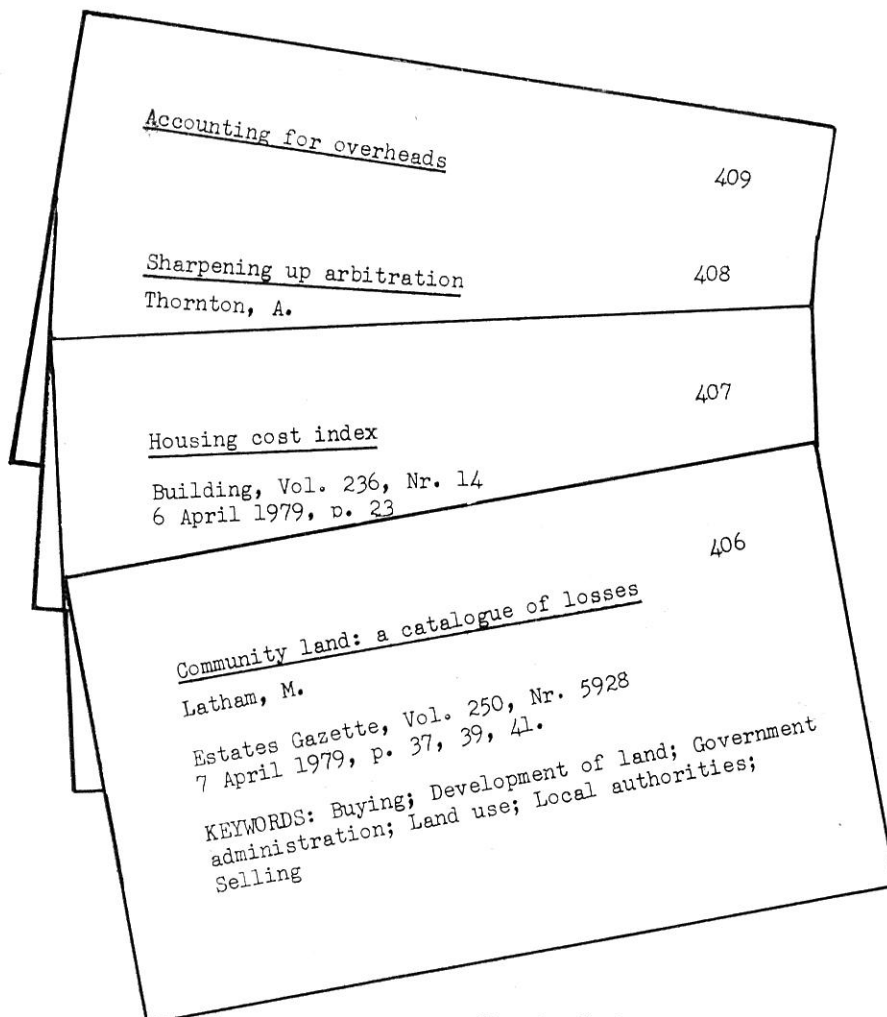 Accounting for overheads
409
Sharpening up arbitration
408
Thornton, A.
407
Housing cost index
Building, Vol. 236, Nr. 14
6 April 1979, p. 23
406
Community land: a catalogue of losses
Latham, M.
Estates Gazette, Vol. 250, Nr. 5928
7 April 1979, p. 37, 39, 41.
KEYWORDS: Buying; Development of land; Government
administration; Land use; Local authorities;
Selling